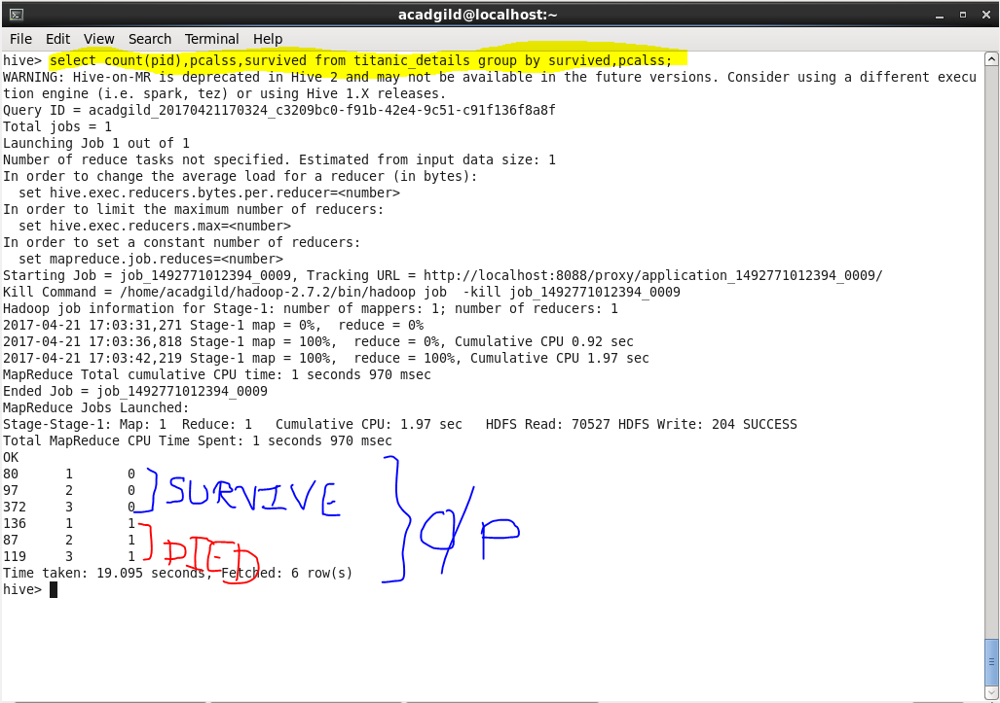 acadgild@localhost:~
File Edit View Search Terminal Help
hive> select count(pid),pcalss,survived from titanic_details group by survived,pcalss;
WARNING: Hive-on-MR is deprecated in Hive 2 and may not be available in the future versions. Consider using a different execu
tion engine (i.e. spark, tez) or using Hive 1.X releases.
Query ID = acadgild_20170421170324_c3209bc0-f91b-42e4-9c51-c91f136f8a8f
Total jobs = 1
Launching Job 1 out of 1
Number of reduce tasks not specified. Estimated from input data size: 1
In order to change the average load for a reducer (in bytes):
  set hive.exec.reducers.bytes.per.reducer=<number>
In order to limit the maximum number of reducers:
  set hive.exec.reducers.max=<number>
In order to set a constant number of reducers:
  set mapreduce.job.reduces=<number>
Starting Job = job_1492771012394_0009, Tracking URL = http://localhost:8088/proxy/application_1492771012394_0009/
Kill Command = /home/acadgild/hadoop-2.7.2/bin/hadoop job  -kill job_1492771012394_0009
Hadoop job information for Stage-1: number of mappers: 1; number of reducers: 1
2017-04-21 17:03:31,271 Stage-1 map = 0%,  reduce = 0%
2017-04-21 17:03:36,818 Stage-1 map = 100%,  reduce = 0%, Cumulative CPU 0.92 sec
2017-04-21 17:03:42,219 Stage-1 map = 100%,  reduce = 100%, Cumulative CPU 1.97 sec
MapReduce Total cumulative CPU time: 1 seconds 970 msec
Ended Job = job_1492771012394_0009
MapReduce Jobs Launched:
Stage-Stage-1: Map: 1  Reduce: 1   Cumulative CPU: 1.97 sec   HDFS Read: 70527 HDFS Write: 204 SUCCESS
Total MapReduce CPU Time Spent: 1 seconds 970 msec
OK
80 1 0
97 2 0 SURVIVE
372 3 0
136 1 1 O/P
87 2 1 DIED
119 3 1
Time taken: 19.095 seconds, Fetched: 6 row(s)
hive>